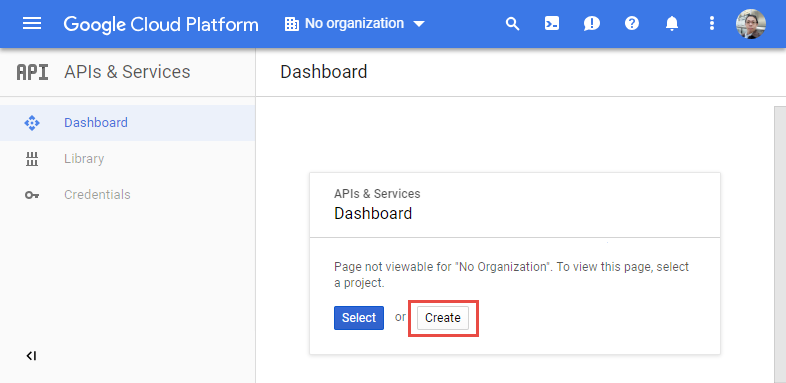 Google Cloud Platform
No organization
API
APIs & Services
Dashboard
Dashboard
Library
Credentials
APIs & Services
Dashboard
Page not viewable for "No Organization". To view this page, select
a project.
Select or Create